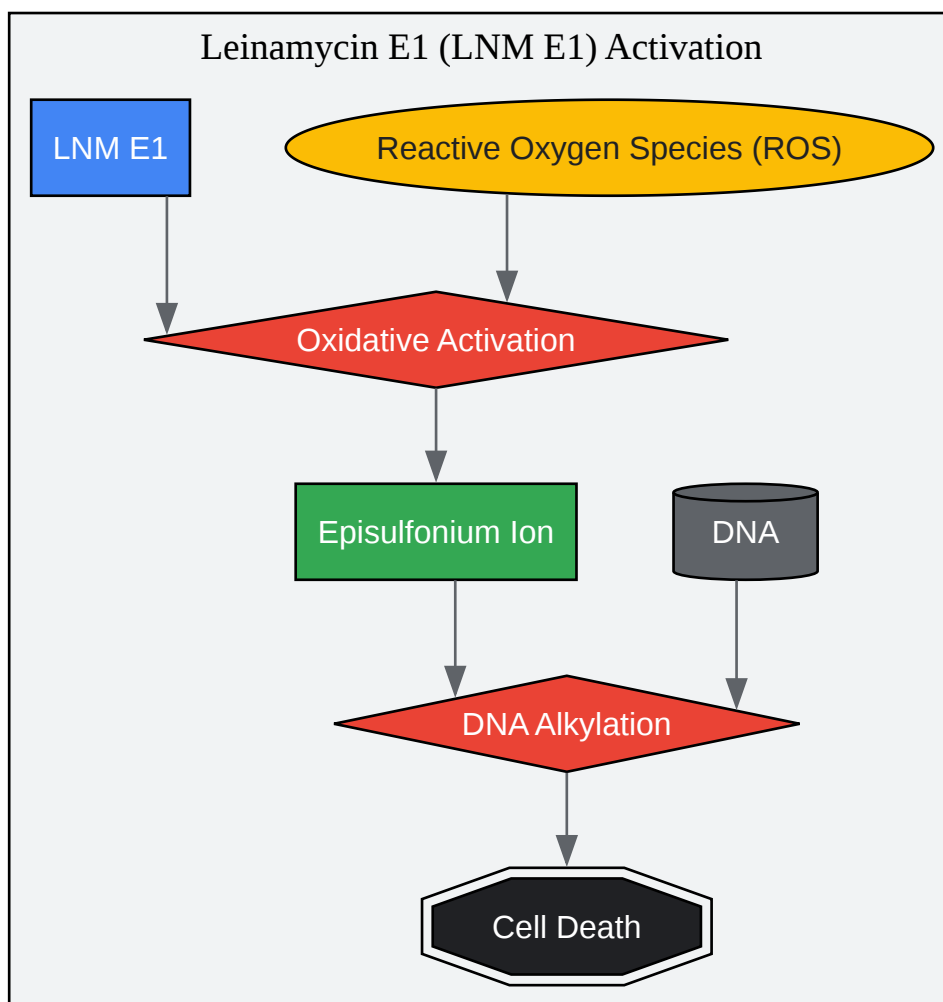 Leinamycin E1 (LNM E1) Activation
LNM E1
Reactive Oxygen Species (ROS)
Oxidative Activation
Episulfonium Ion
DNA
DNA Alkylation
Cell Death